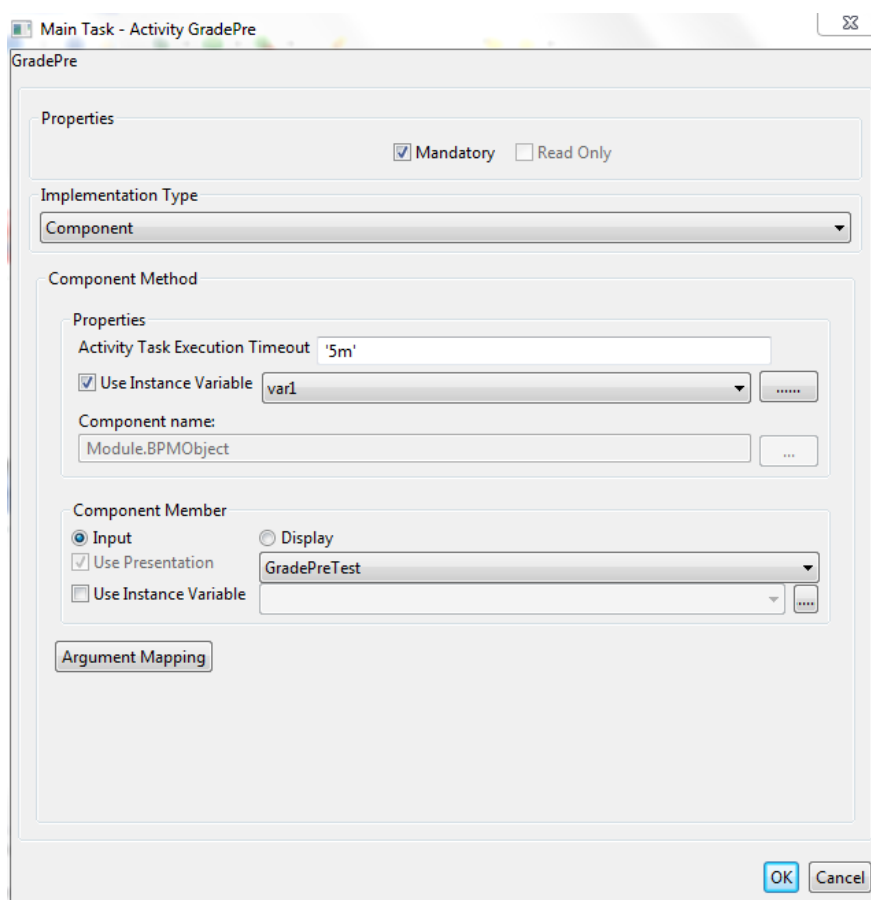 Main Task - Activity GradePre
GradePre
Properties
Mandatory Read Only
Implementation Type
Component
Component Method
Properties
Activity Task Execution Timeout '5m'
Use Instance Variable var1 ......
Component name:
Module.BPMObject ...
Component Member
Input Display
Use Presentation GradePreTest
Use Instance Variable ....
Argument Mapping
OK Cancel